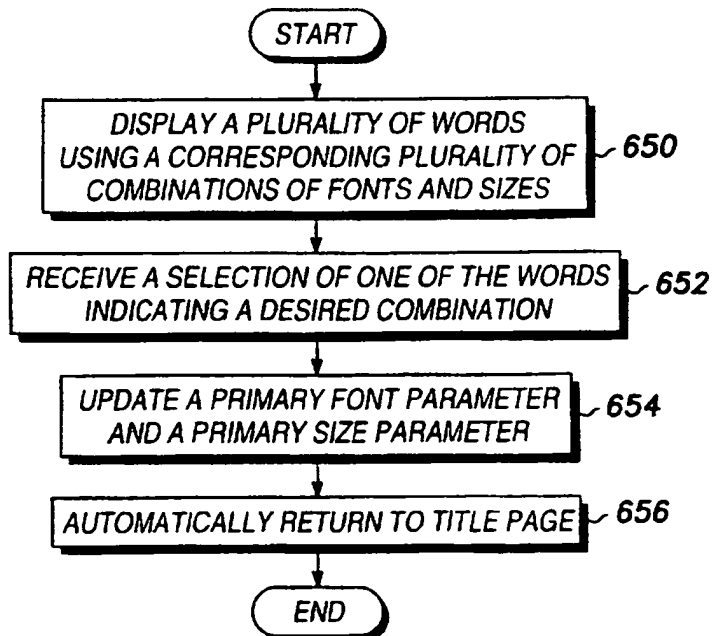 START
DISPLAY A PLURALITY OF WORDS
USING A CORRESPONDING PLURALITY OF
COMBINATIONS OF FONTS AND SIZES
650
RECEIVE A SELECTION OF ONE OF THE WORDS
INDICATING A DESIRED COMBINATION
652
UPDATE A PRIMARY FONT PARAMETER
AND A PRIMARY SIZE PARAMETER
654
AUTOMATICALLY RETURN TO TITLE PAGE
656
END